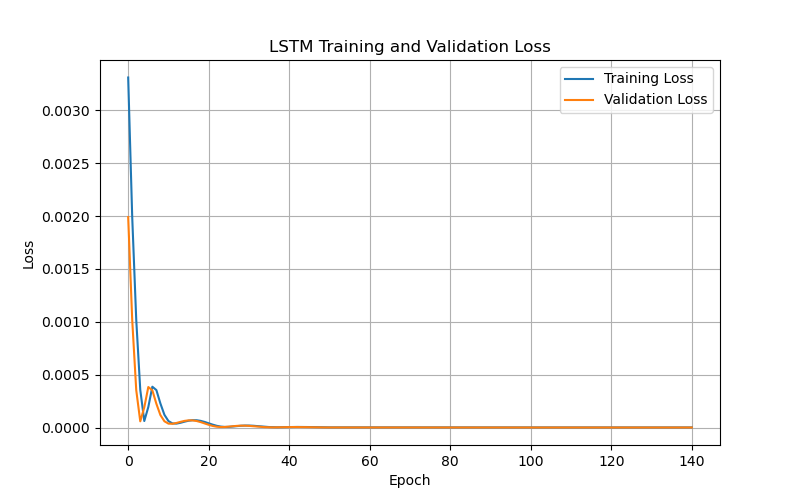 LSTM Training and Validation Loss
Training Loss
Validation Loss
0.0030
0.0025
0.0020
0.0015
0.0010
0.0005
0.0000
Loss
0 20 40 60 80 100 120 140
Epoch